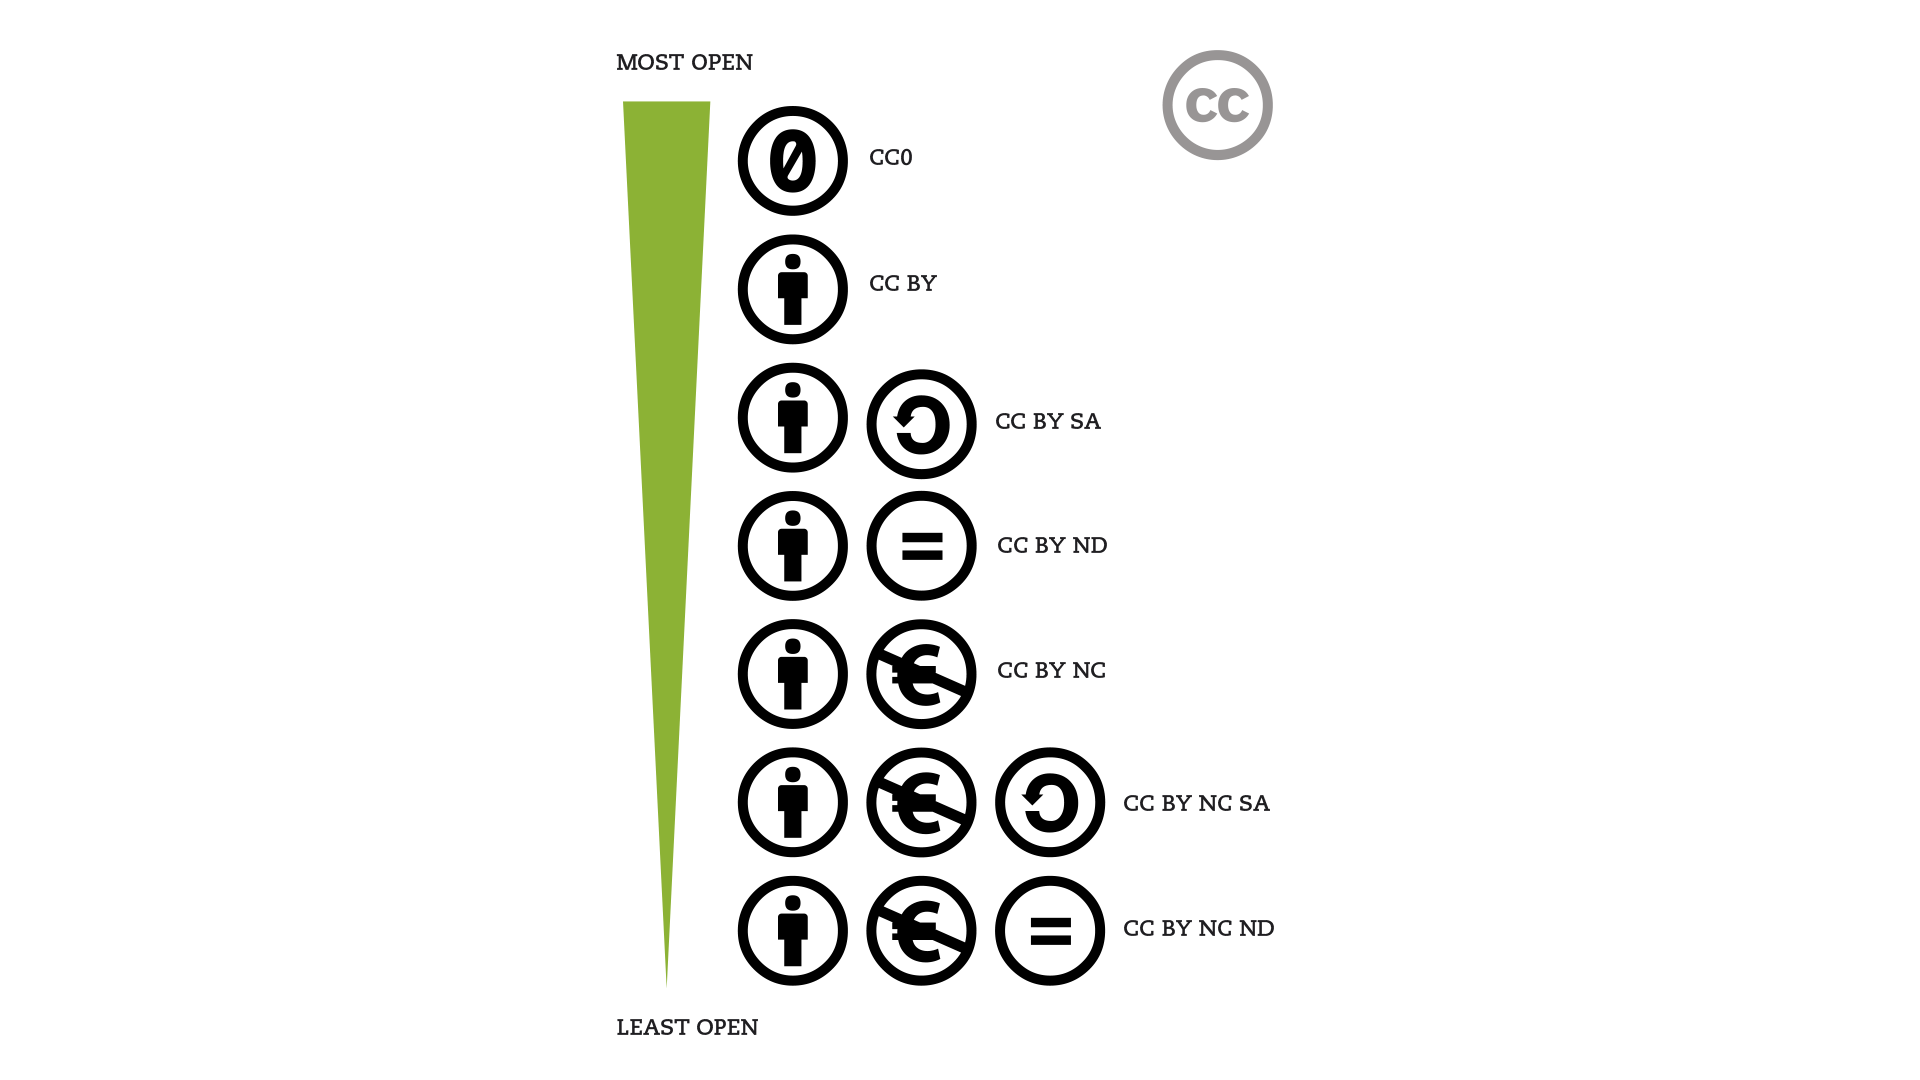 MOST OPEN
cc
0
CC0
CC BY
CC BY SA
=
CC BY ND
€
CC BY NC
€
CC BY NC SA
€
=
CC BY NC ND
LEAST OPEN